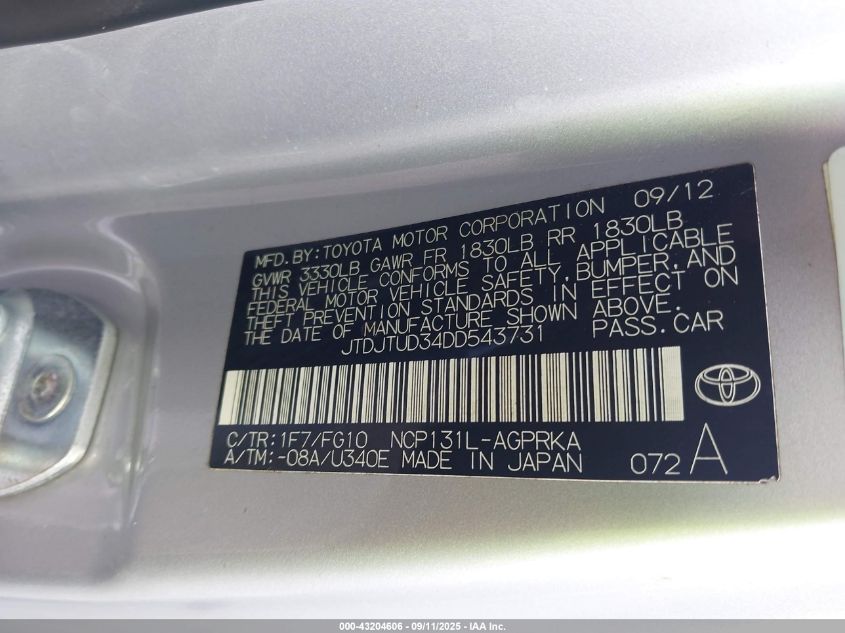 MFD. BY: TOYOTA MOTOR CORPORATION 09/12
GVWR 3330LB GAWR FR 1830LB RR 1830LB
THIS VEHICLE CONFORMS TO ALL APPLICABLE
FEDERAL MOTOR VEHICLE SAFETY, BUMPER, AND
THEFT PREVENTION STANDARDS IN EFFECT ON
THE DATE OF MANUFACTURE SHOWN ABOVE.
JTDJTUD34DD543731 PASS. CAR
C/TR: 1F7/FG10 NCP131L-AGPRKA
A/TM: -08A/U340E MADE IN JAPAN 072 A
000-43204606 - 09/11/2025 - IAA Inc.